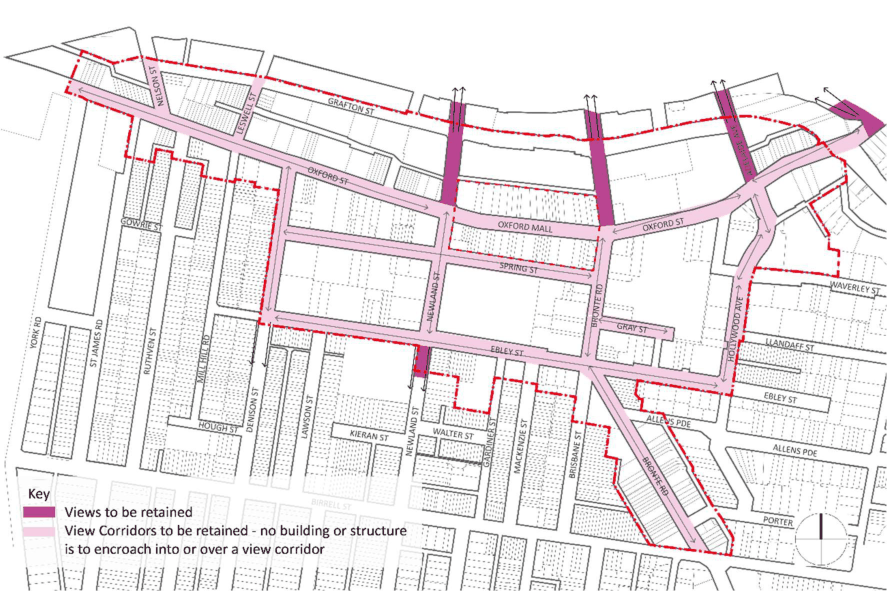 NELSON ST
LESWELL ST
GRAFTON ST
OXFORD ST
OXFORD MALL
OXFORD ST
GOWRIE ST
SPRING ST
NEWLAND ST
BRONTE RD
GRAY ST
HOLLYWOOD AVE
WAVERLEY ST
LLANDAFF ST
EBLEY ST
EBLEY ST
YORK RD
ST JAMES RD
RUTHVEN ST
MILL HILL RD
DENISON ST
LAWSON ST
NEWLAND ST
HOUGH ST
KIERAN ST
WALTER ST
GARDINER ST
MACKENZIE ST
BRISBANE ST
BRONTE RD
ALLENS PDE
ALLENS PDE
PORTER
BIRRELL ST
Key
Views to be retained
View Corridors to be retained - no building or structure
is to encroach into or over a view corridor